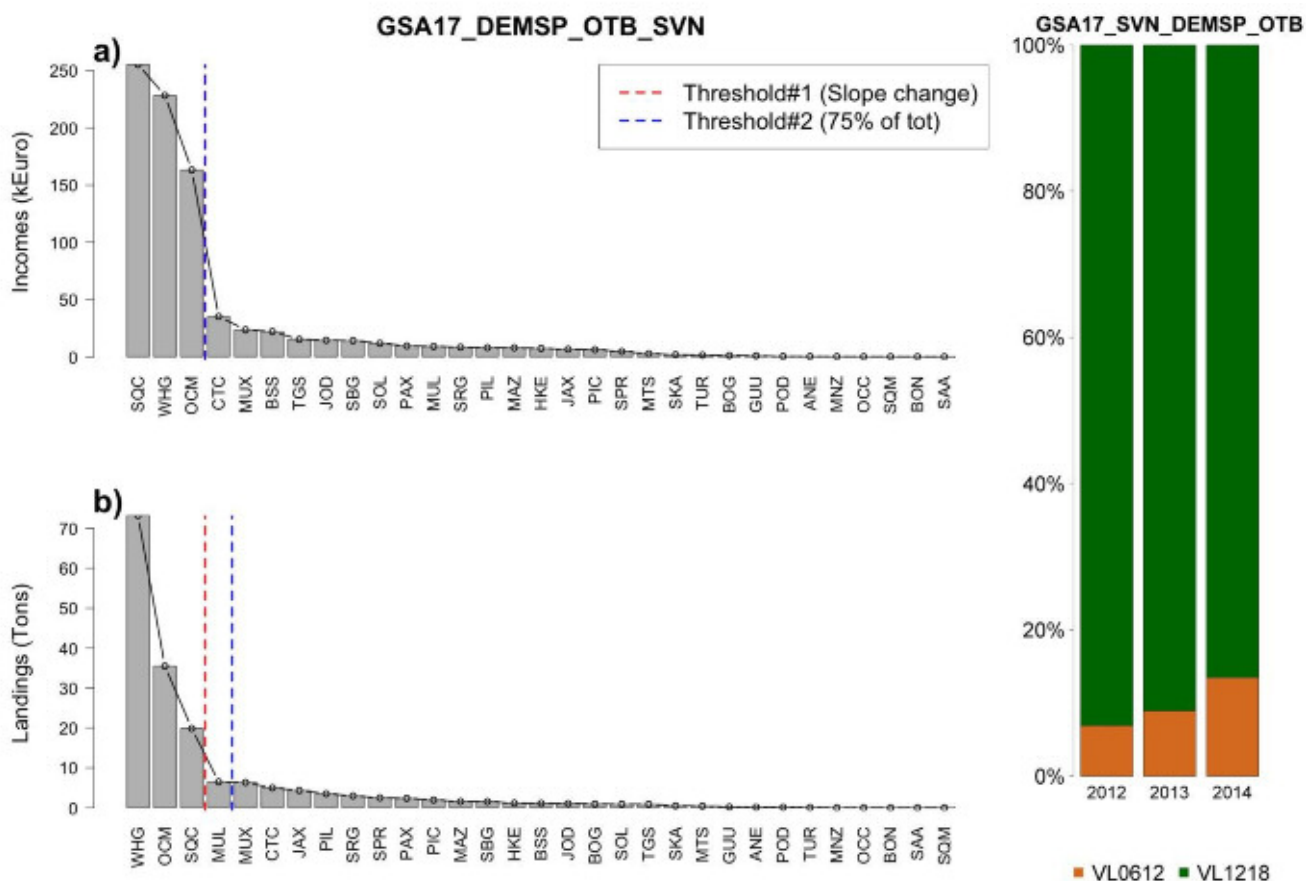 GSA17_DEMSP_OTB_SVN
a)
Incomes (kEuro)
250
200
150
100
50
0
Threshold#1 (Slope change)
Threshold#2 (75% of tot)
SQC WHG OCM CTC MUX BSS TGS JOD SBG SOL PAX MUL SRG PIL MAZ HKE JAX PIC SPR MTS SKA TUR BOG GUU POD ANE MNZ OCC SQM BON SAA
b)
Landings (Tons)
70
60
50
40
30
20
10
0
WHG OCM SQC MUL MUX CTC JAX PIL SRG SPR PAX PIC MAZ SBG HKE BSS JOD BOG SOL TGS SKA MTS GUU ANE POD TUR MNZ OCC BON SAA SQM
GSA17_SVN_DEMSP_OTB
100%
80%
60%
40%
20%
0%
2012 2013 2014
VL0612 VL1218